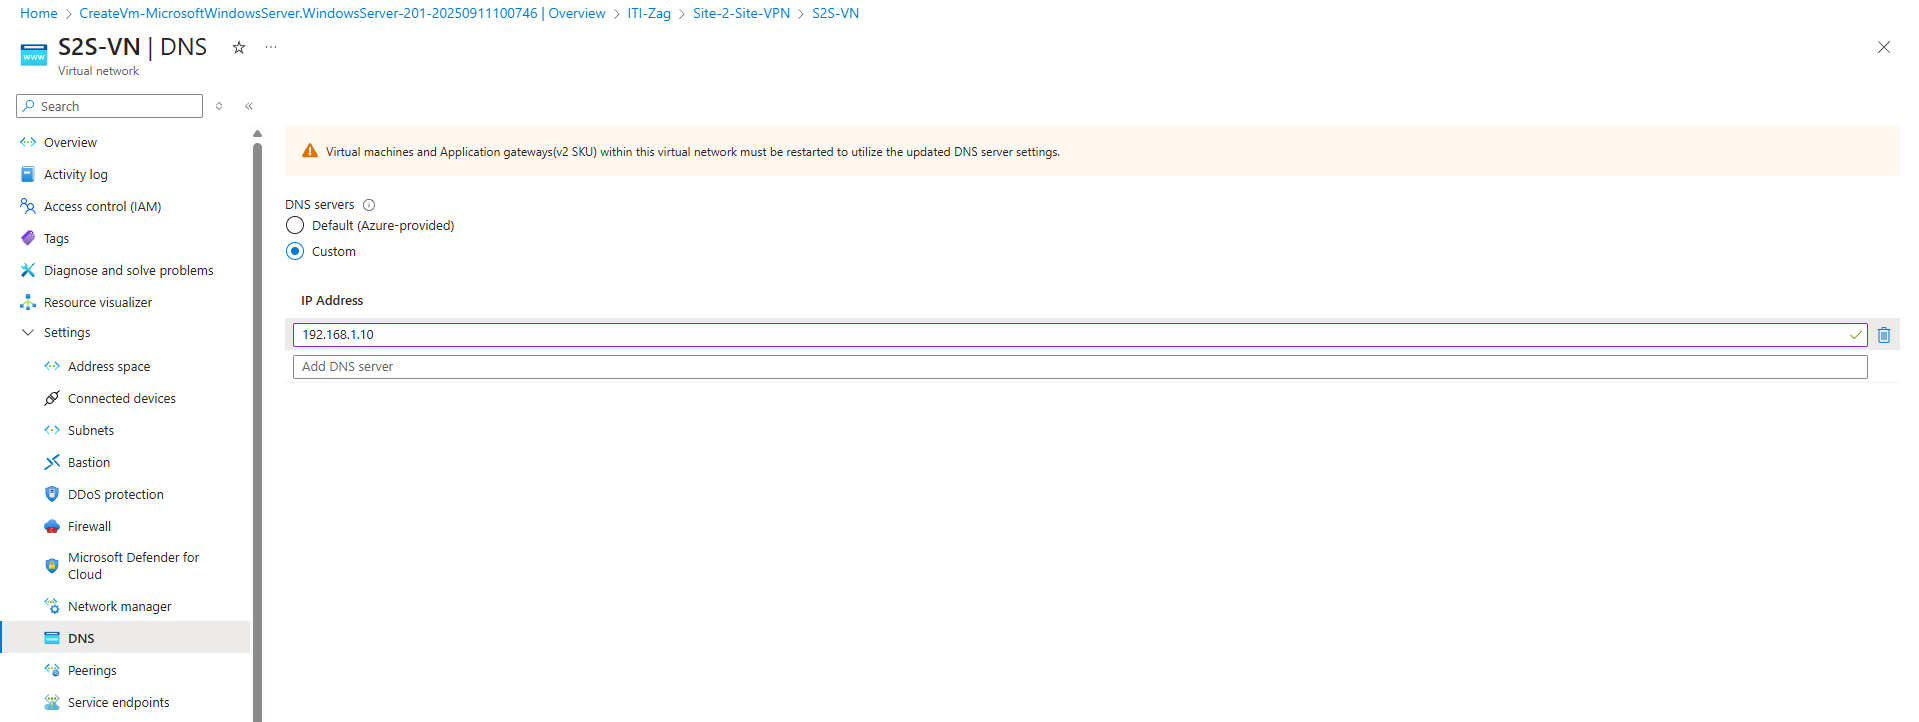 Home > CreateVm-MicrosoftWindowsServer.WindowsServer-201-20250911100746 | Overview > ITI-Zag > Site-2-Site-VPN > S2S-VN
www
S2S-VN | DNS
Virtual network
Search
Overview
Activity log
Access control (IAM)
Tags
Diagnose and solve problems
Resource visualizer
Settings
Address space
Connected devices
Subnets
Bastion
DDoS protection
Firewall
Microsoft Defender for
Cloud
Network manager
DNS
Peerings
Service endpoints
Virtual machines and Application gateways(v2 SKU) within this virtual network must be restarted to utilize the updated DNS server settings.
DNS servers
Default (Azure-provided)
Custom
IP Address
192.168.1.10
Add DNS server